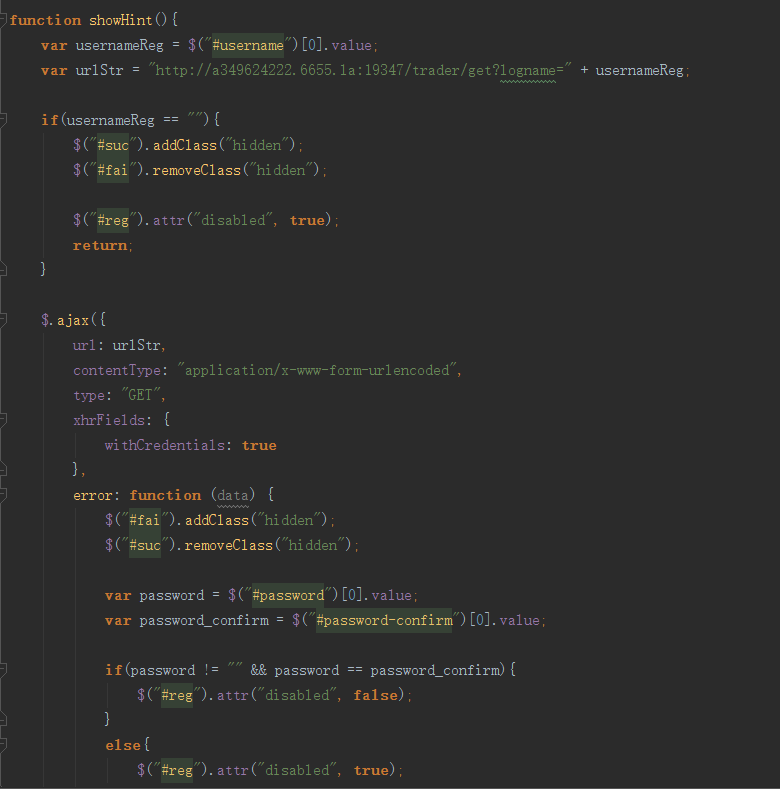 function showHint(){
var usernameReg = $("#username")[0].value;
var urlStr = "http://a349624222.6655.la:19347/trader/get?logname=" + usernameReg;
if(usernameReg == ""){
$("#suc").addClass("hidden");
$("#fai").removeClass("hidden");
$("#reg").attr("disabled", true);
return;
}
$.ajax({
url: urlStr,
contentType: "application/x-www-form-urlencoded",
type: "GET",
xhrFields: {
withCredentials: true
},
error: function (data) {
$("#fai").addClass("hidden");
$("#suc").removeClass("hidden");
var password = $("#password")[0].value;
var password_confirm = $("#password-confirm")[0].value;
if(password != "" && password == password_confirm){
$("#reg").attr("disabled", false);
}
else{
$("#reg").attr("disabled", true);